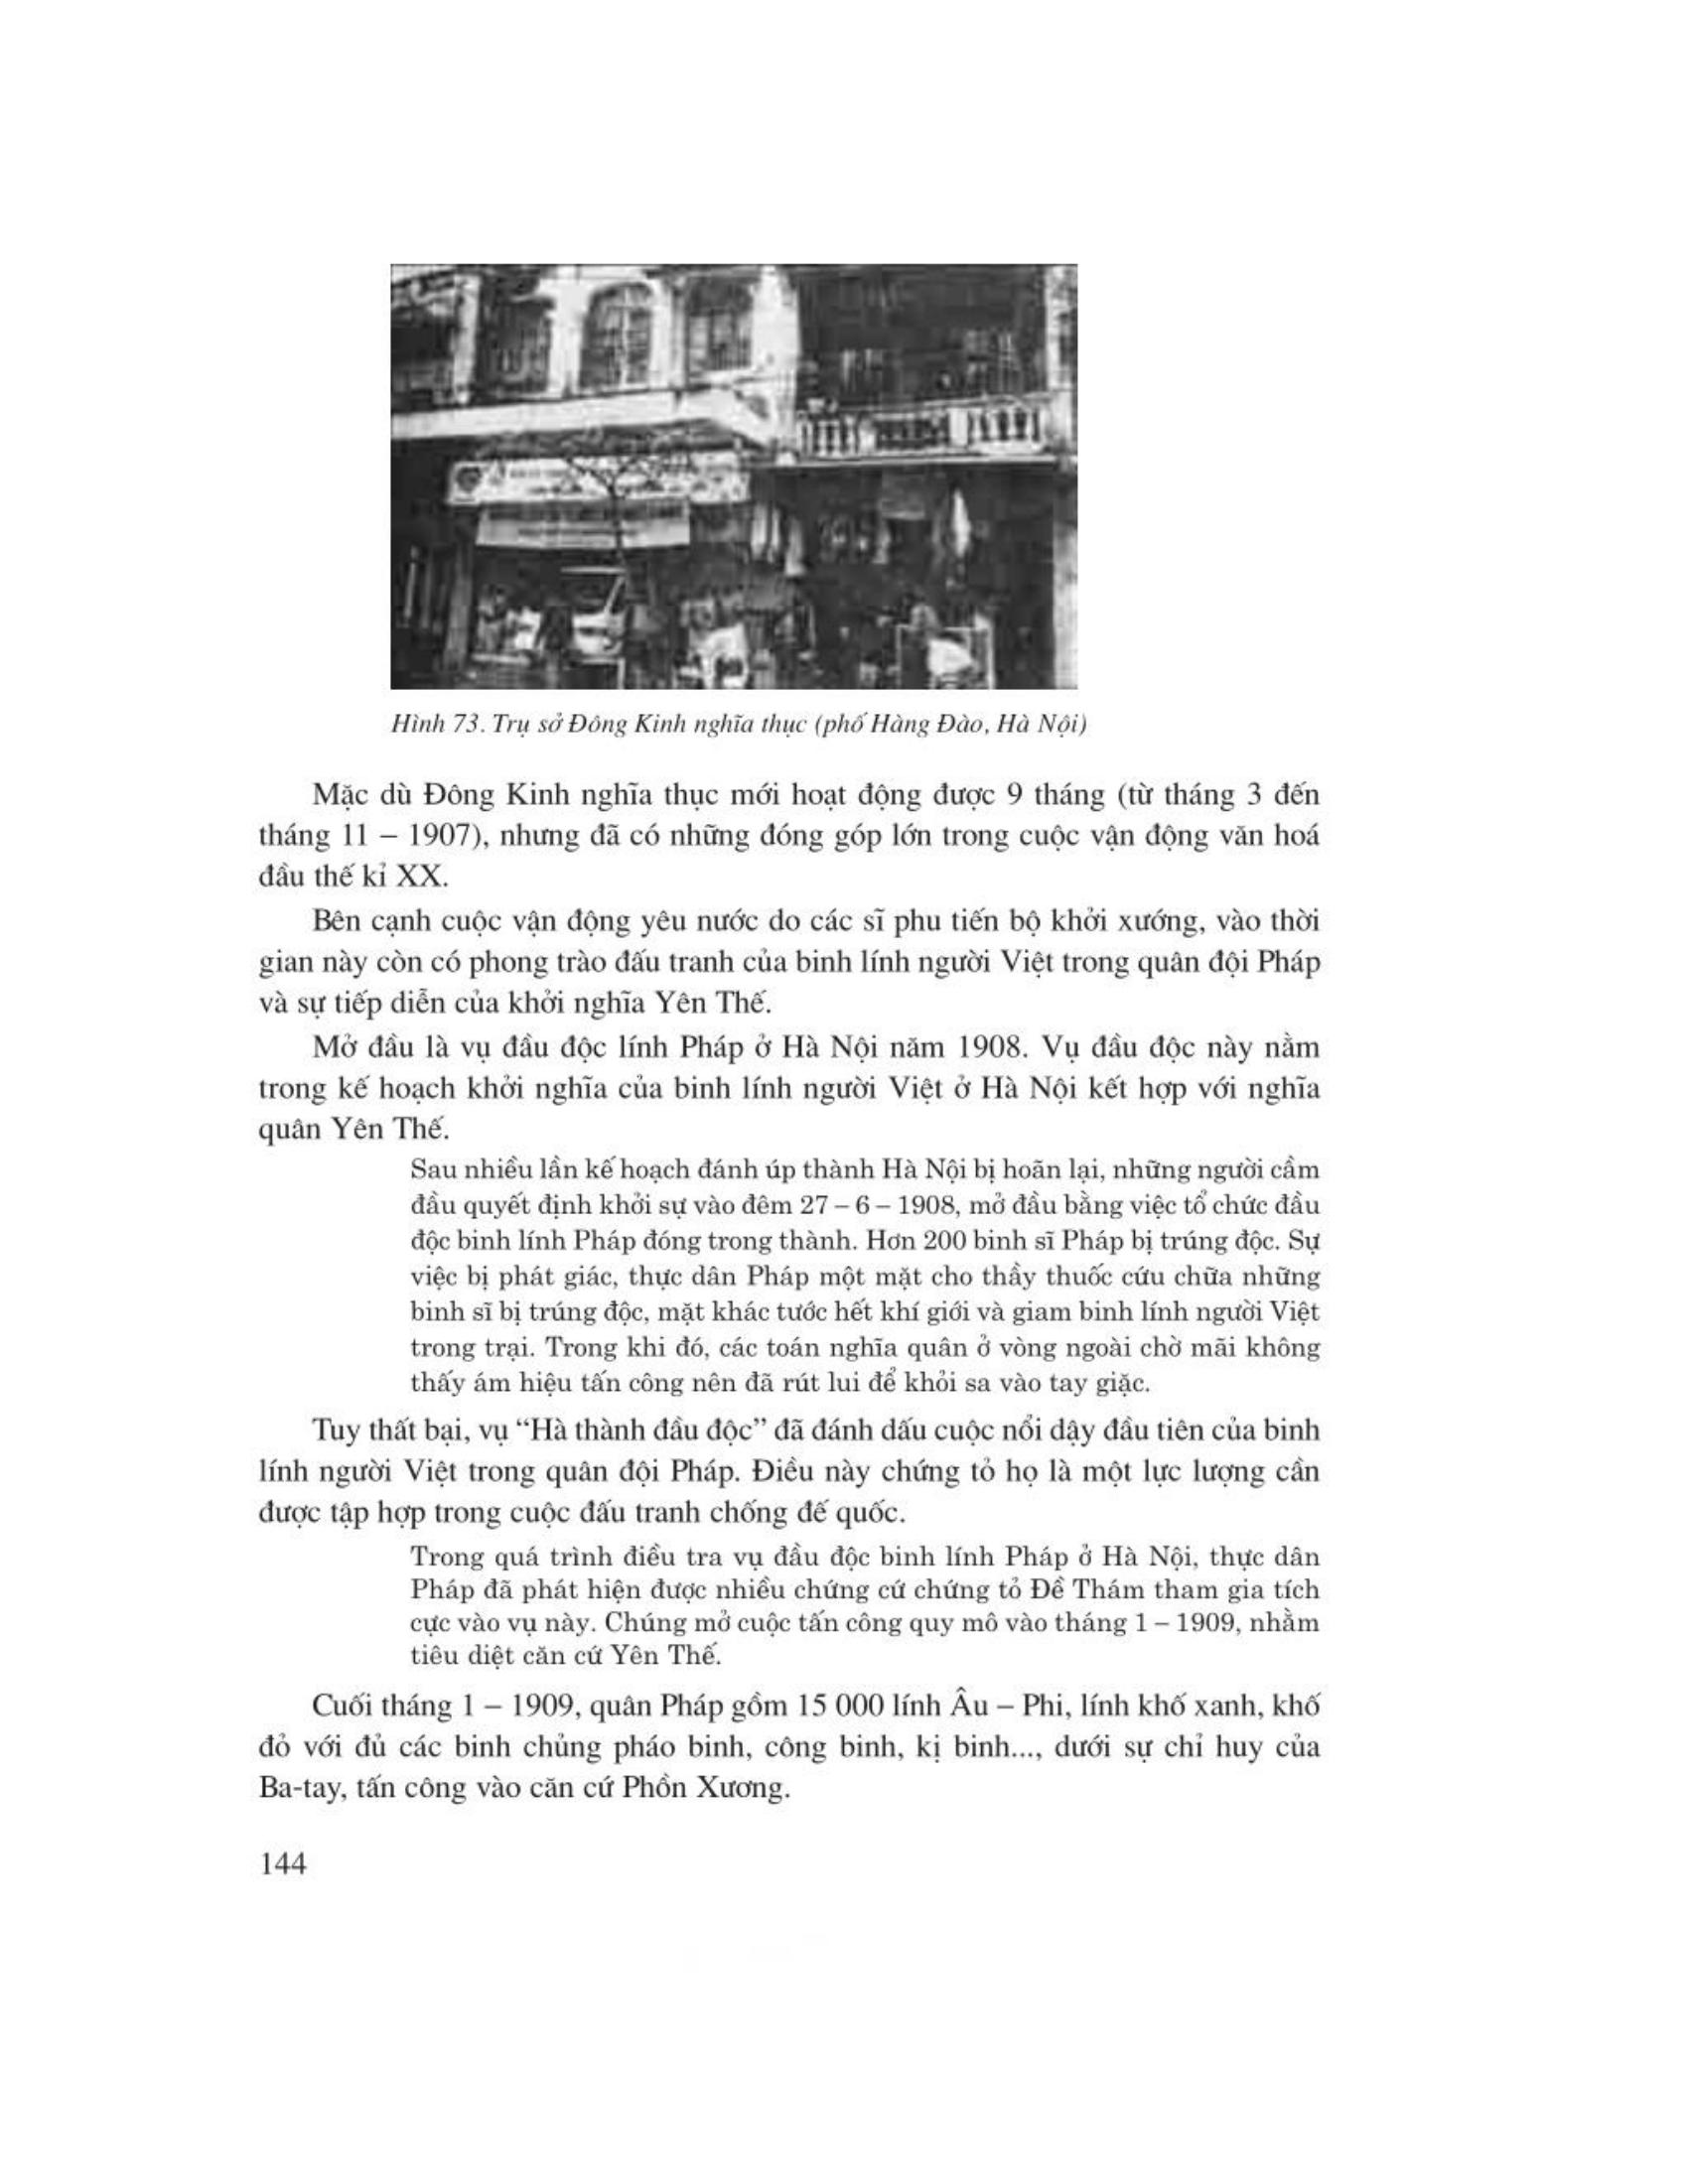 Hình 73. Trụ sở Đông Kinh nghĩa thục (phố Hàng Đào, Hà Nội)
Mặc dù Đông Kinh nghĩa thục mới hoạt động được 9 tháng (từ tháng 3 đến
tháng 11 – 1907), nhưng đã có những đóng góp lớn trong cuộc vận động văn hoá
đầu thế kỉ XX.
Bên cạnh cuộc vận động yêu nước do các sĩ phu tiến bộ khởi xướng, vào thời
gian này còn có phong trào đấu tranh của binh lính người Việt trong quân đội Pháp
và sự tiếp diễn của khởi nghĩa Yên Thế.
Mở đầu là vụ đầu độc lính Pháp ở Hà Nội năm 1908. Vụ đầu độc này nằm
trong kế hoạch khởi nghĩa của binh lính người Việt ở Hà Nội kết hợp với nghĩa
quân Yên Thế.
Sau nhiều lần kế hoạch đánh úp thành Hà Nội bị hoãn lại, những người cầm
đầu quyết định khởi sự vào đêm 27 – 6 – 1908, mở đầu bằng việc tổ chức đầu
độc binh lính Pháp đóng trong thành. Hơn 200 binh sĩ Pháp bị trúng độc. Sự
việc bị phát giác, thực dân Pháp một mặt cho thầy thuốc cứu chữa những
binh sĩ bị trúng độc, mặt khác tước hết khí giới và giam binh lính người Việt
trong trại. Trong khi đó, các toán nghĩa quân ở vòng ngoài chờ mãi không
thấy ám hiệu tấn công nên đã rút lui để khỏi sa vào tay giặc.
Tuy thất bại, vụ “Hà thành đầu độc” đã đánh dấu cuộc nổi dậy đầu tiên của binh
lính người Việt trong quân đội Pháp. Điều này chứng tỏ họ là một lực lượng cần
được tập hợp trong cuộc đấu tranh chống đế quốc.
Trong quá trình điều tra vụ đầu độc binh lính Pháp ở Hà Nội, thực dân
Pháp đã phát hiện được nhiều chứng cứ chứng tỏ Đề Thám tham gia tích
cực vào vụ này. Chúng mở cuộc tấn công quy mô vào tháng 1 – 1909, nhằm
tiêu diệt căn cứ Yên Thế.
Cuối tháng 1 – 1909, quân Pháp gồm 15 000 lính Âu – Phi, lính khố xanh, khố
đỏ với đủ các binh chủng pháo binh, công binh, kị binh..., dưới sự chỉ huy của
Ba-tay, tấn công vào căn cứ Phồn Xương.
144